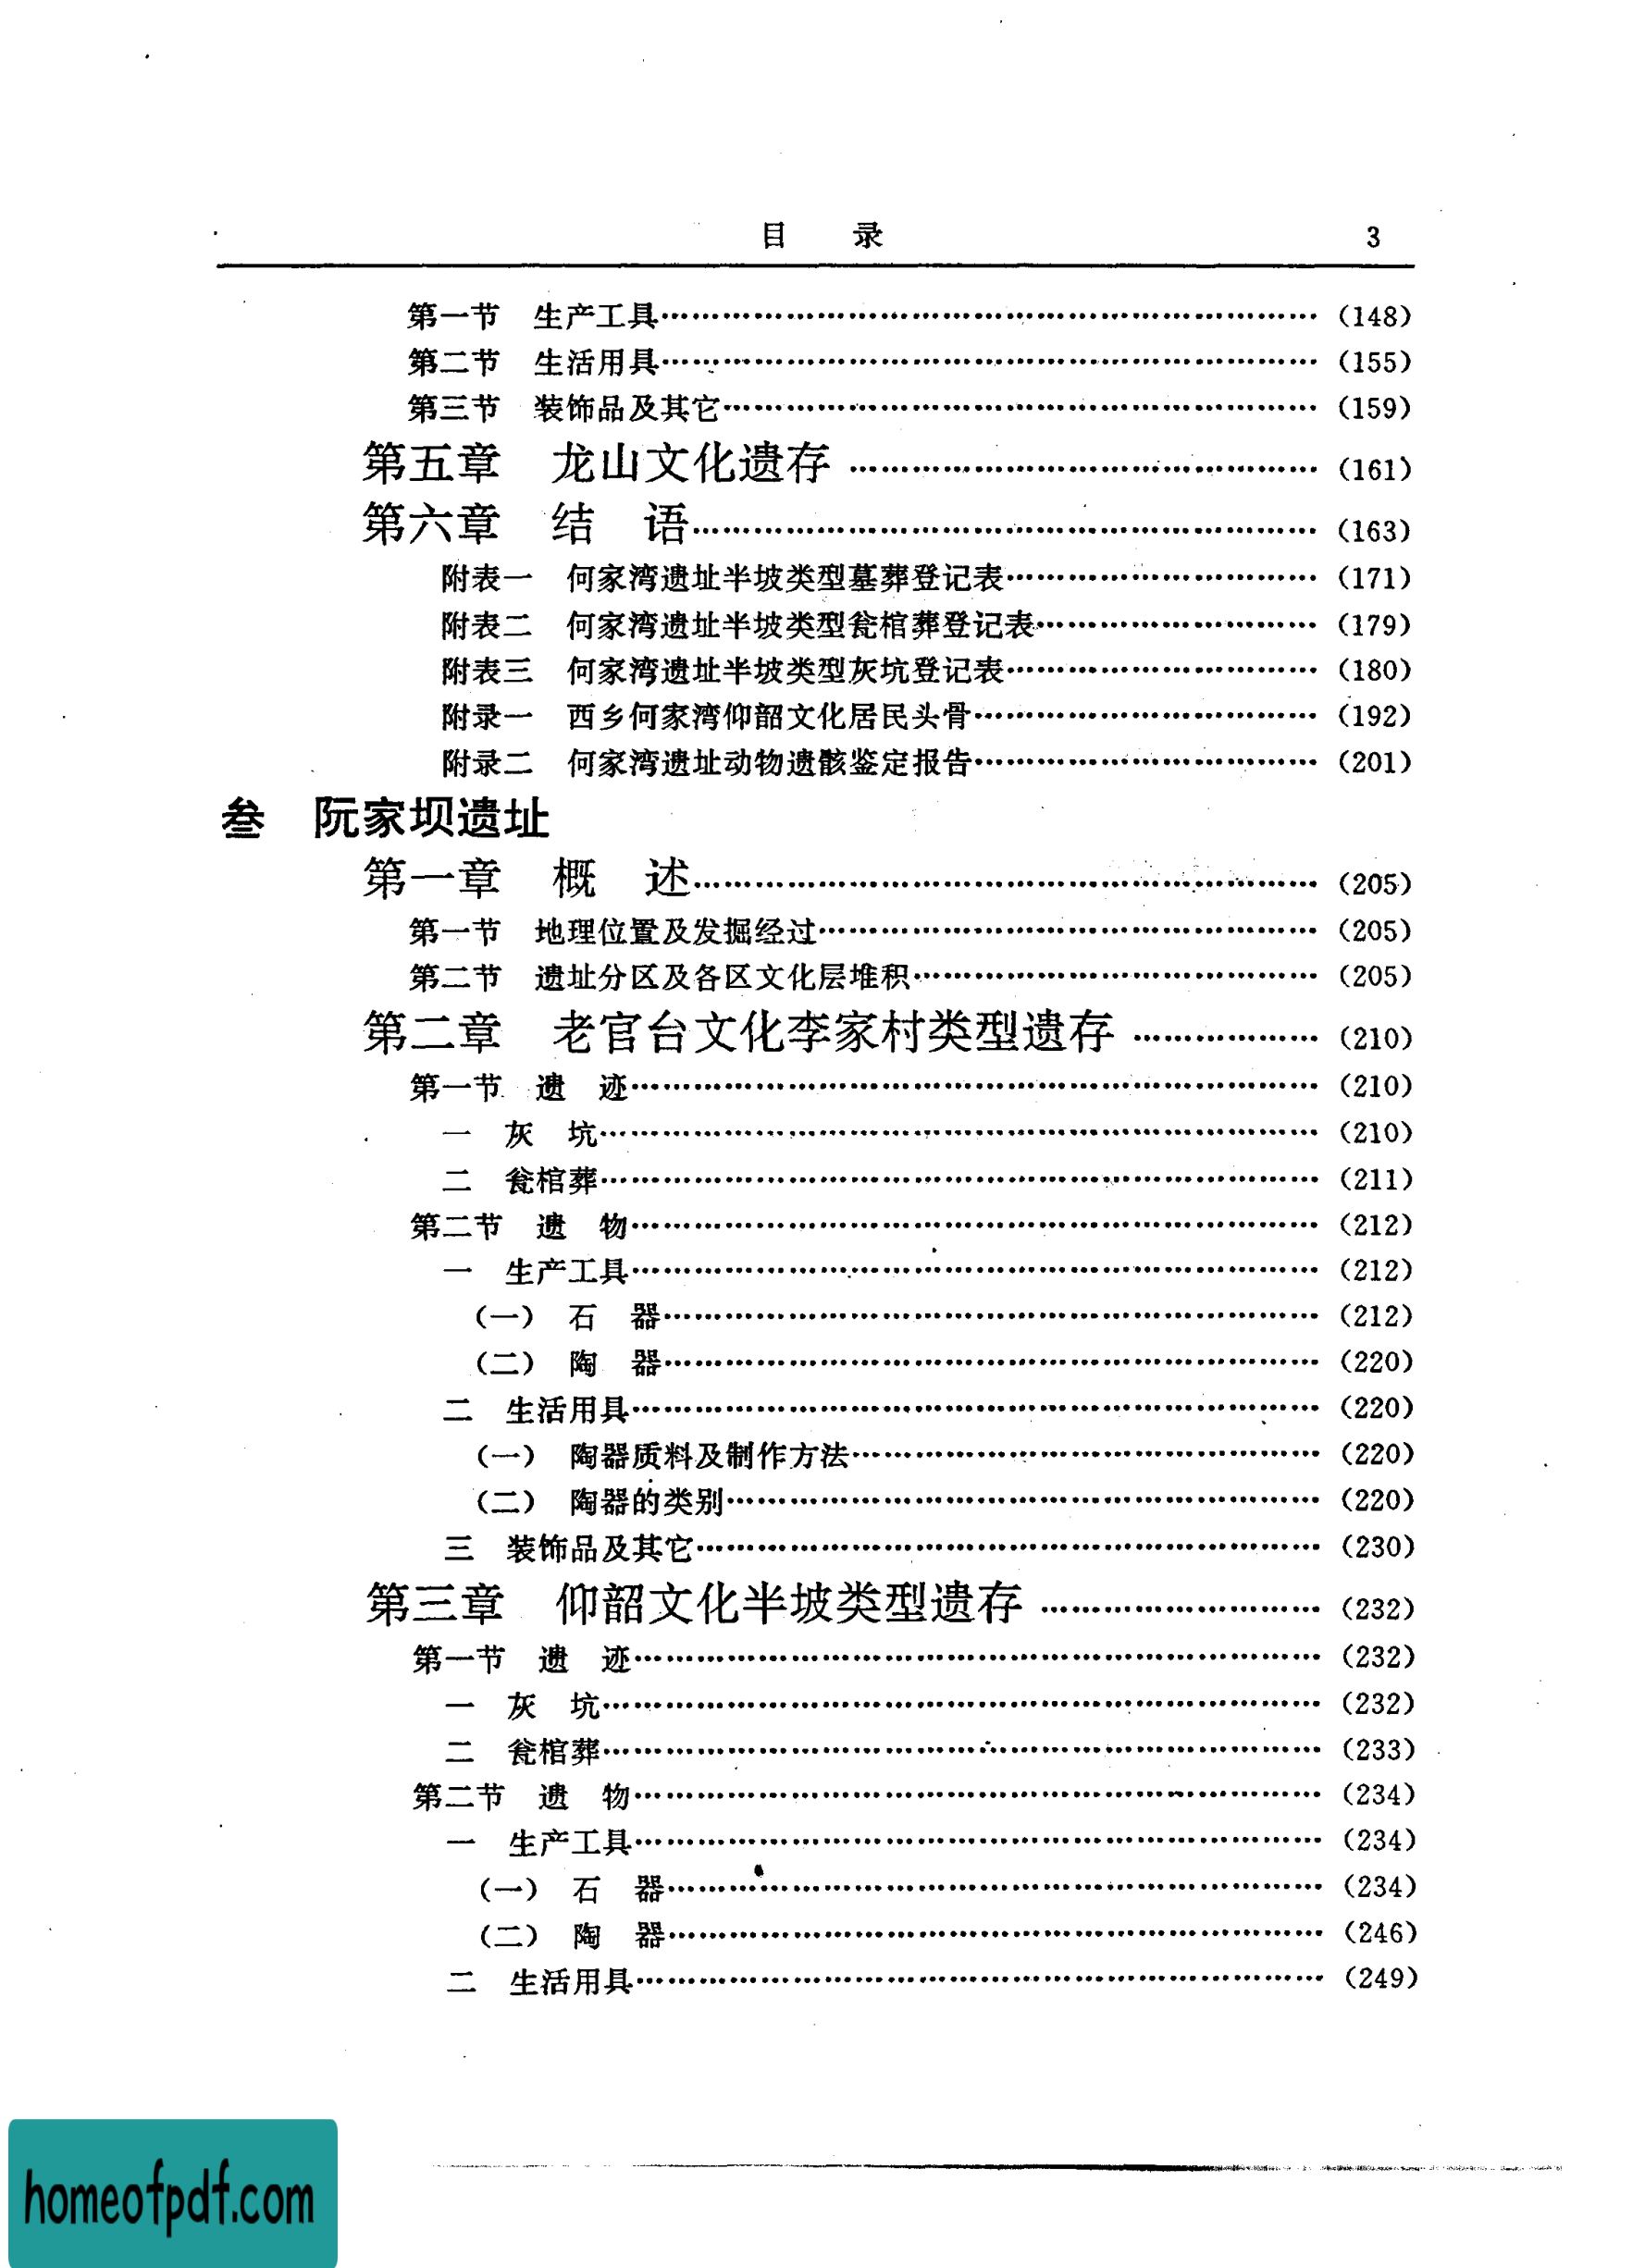 目 录 3
第一节 生产工具………………………………(148)
第二节 生活用具………………………………(155)
第三节 装饰品及其它………………………………(159)
第五章 龙山文化遗存………………………………(161)
第六章 结 语………………………………(163)
附表一 何家湾遗址半坡类型墓葬登记表………………………………(171)
附表二 何家湾遗址半坡类型瓮棺葬登记表………………………………(179)
附表三 何家湾遗址半坡类型灰坑登记表………………………………(180)
附录一 西乡何家湾仰韶文化居民头骨………………………………(192)
附录二 何家湾遗址动物遗骸鉴定报告………………………………(201)
叁 阮家坝遗址
第一章 概 述………………………………(205)
第一节 地理位置及发掘经过………………………………(205)
第二节 遗址分区及各区文化层堆积………………………………(205)
第二章 老官台文化李家村类型遗存………………………………(210)
第一节 遗 迹………………………………(210)
一 灰 坑………………………………(210)
二 瓮棺葬………………………………(211)
第二节 遗 物………………………………(212)
一 生产工具………………………………(212)
(一) 石 器………………………………(212)
(二) 陶 器………………………………(220)
二 生活用具………………………………(220)
(一) 陶器质料及制作方法………………………………(220)
(二) 陶器的类别………………………………(220)
三 装饰品及其它………………………………(230)
第三章 仰韶文化半坡类型遗存………………………………(232)
第一节 遗 迹………………………………(232)
一 灰 坑………………………………(232)
二 瓮棺葬………………………………(233)
第二节 遗 物………………………………(234)
一 生产工具………………………………(234)
(一) 石 器………………………………(234)
(二) 陶 器………………………………(246)
二 生活用具………………………………(249)
homeofpdf.com